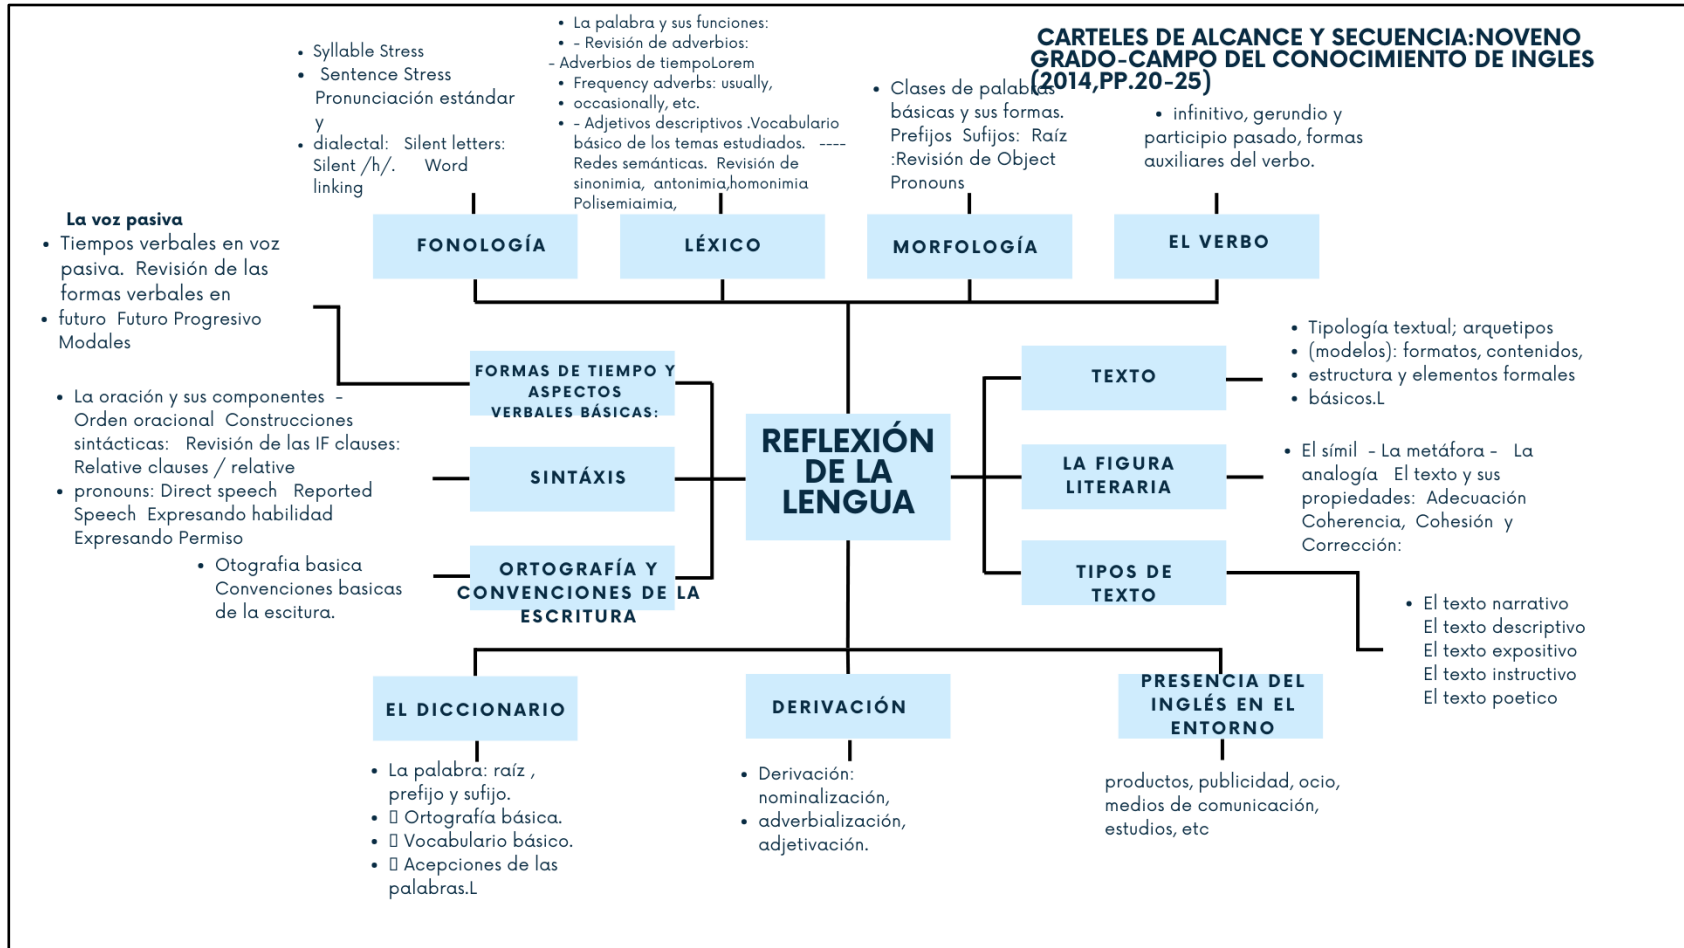 CARTELES DE ALCANCE Y SECUENCIA:NOVENO
GRADO-CAMPO DEL CONOCIMIENTO DE INGLES
(2014,PP.20-25)
• Syllable Stress
• Sentence Stress
Pronunciación estándar
y
• dialectal: Silent letters:
Silent /h/. Word
linking
FONOLOGÍA
• La palabra y sus funciones:
• - Revisión de adverbios:
- Adverbios de tiempoLorem
• Frequency adverbs: usually,
• occasionally, etc.
• - Adjetivos descriptivos .Vocabulario
básico de los temas estudiados. ----
Redes semánticas. Revisión de
sinonimia, antonimia,homonimia
Polisemiaimia,
LÉXICO
• Clases de palabras
básicas y sus formas.
Prefijos Sufijos: Raíz
:Revisión de Object
Pronouns
MORFOLOGÍA
• infinitivo, gerundio y
participio pasado, formas
auxiliares del verbo.
EL VERBO
La voz pasiva
• Tiempos verbales en voz
pasiva. Revisión de las
formas verbales en
• futuro Futuro Progresivo
Modales
FORMAS DE TIEMPO Y
ASPECTOS
VERBALES BÁSICAS:
• La oración y sus componentes -
Orden oracional Construcciones
sintácticas: Revisión de las IF clauses:
Relative clauses / relative
• pronouns: Direct speech Reported
Speech Expresando habilidad
Expresando Permiso
SINTÁXIS
• Otografia basica
Convenciones basicas
de la escitura.
ORTOGRAFÍA Y
CONVENCIONES DE LA
ESCRITURA
REFLEXIÓN
DE LA
LENGUA
TEXTO
• Tipología textual; arquetipos
• (modelos): formatos, contenidos,
• estructura y elementos formales
• básicos.L
LA FIGURA
LITERARIA
• El símil - La metáfora - La
analogía El texto y sus
propiedades: Adecuación
Coherencia, Cohesión y
Corrección:
TIPOS DE
TEXTO
• El texto narrativo
El texto descriptivo
El texto expositivo
El texto instructivo
El texto poetico
EL DICCIONARIO
• La palabra: raíz ,
prefijo y sufijo.
• ▯ Ortografía básica.
• ▯ Vocabulario básico.
• ▯ Acepciones de las
palabras.L
DERIVACIÓN
• Derivación:
nominalización,
• adverbialización,
adjetivación.
PRESENCIA DEL
INGLÉS EN EL
ENTORNO
productos, publicidad, ocio,
medios de comunicación,
estudios, etc